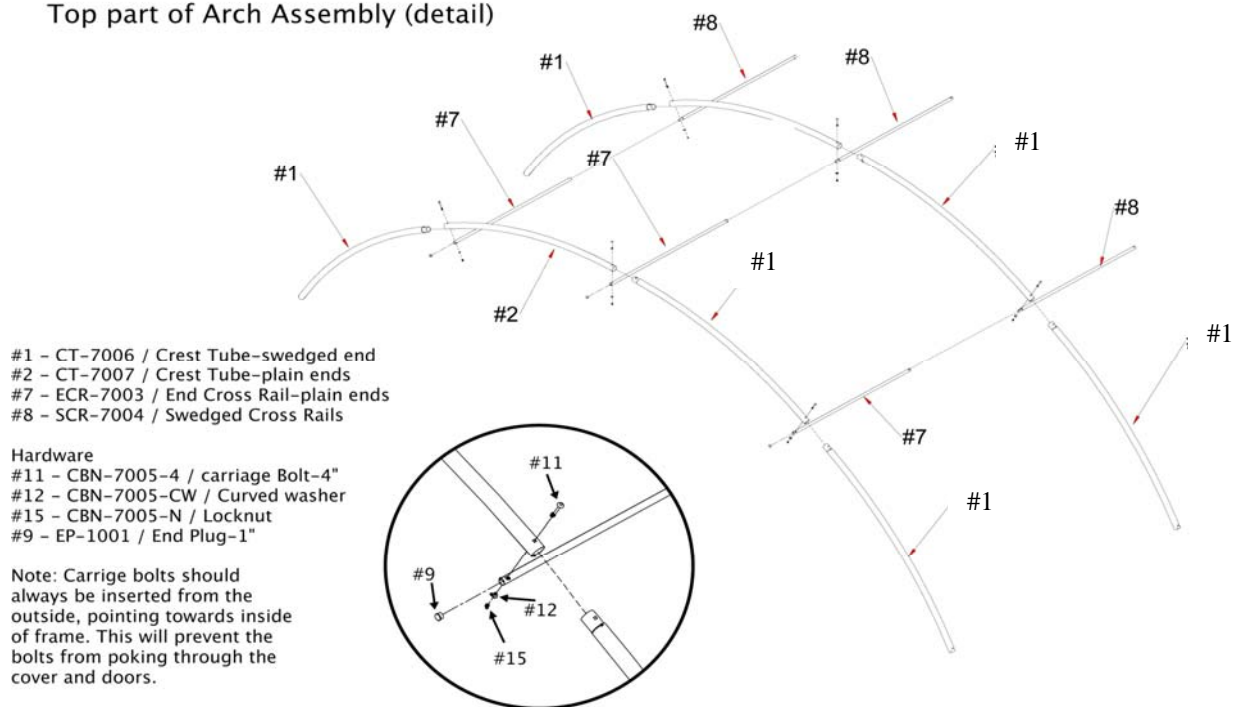 Top part of Arch Assembly (detail)
#8
#1
#8
#7
#7
#1
#1
#8
#1
#2
#1
#7
#1
#1 – CT-7006 / Crest Tube-swedged end
#2 – CT-7007 / Crest Tube-plain ends
#7 – ECR-7003 / End Cross Rail-plain ends
#8 – SCR-7004 / Swedged Cross Rails
Hardware
#11 – CBN-7005-4 / carriage Bolt-4"
#12 – CBN-7005-CW / Curved washer
#15 – CBN-7005-N / Locknut
#9 – EP-1001 / End Plug-1"
Note: Carrige bolts should
always be inserted from the
outside, pointing towards inside
of frame. This will prevent the
bolts from poking through the
cover and doors.
#11
#9
#12
#15